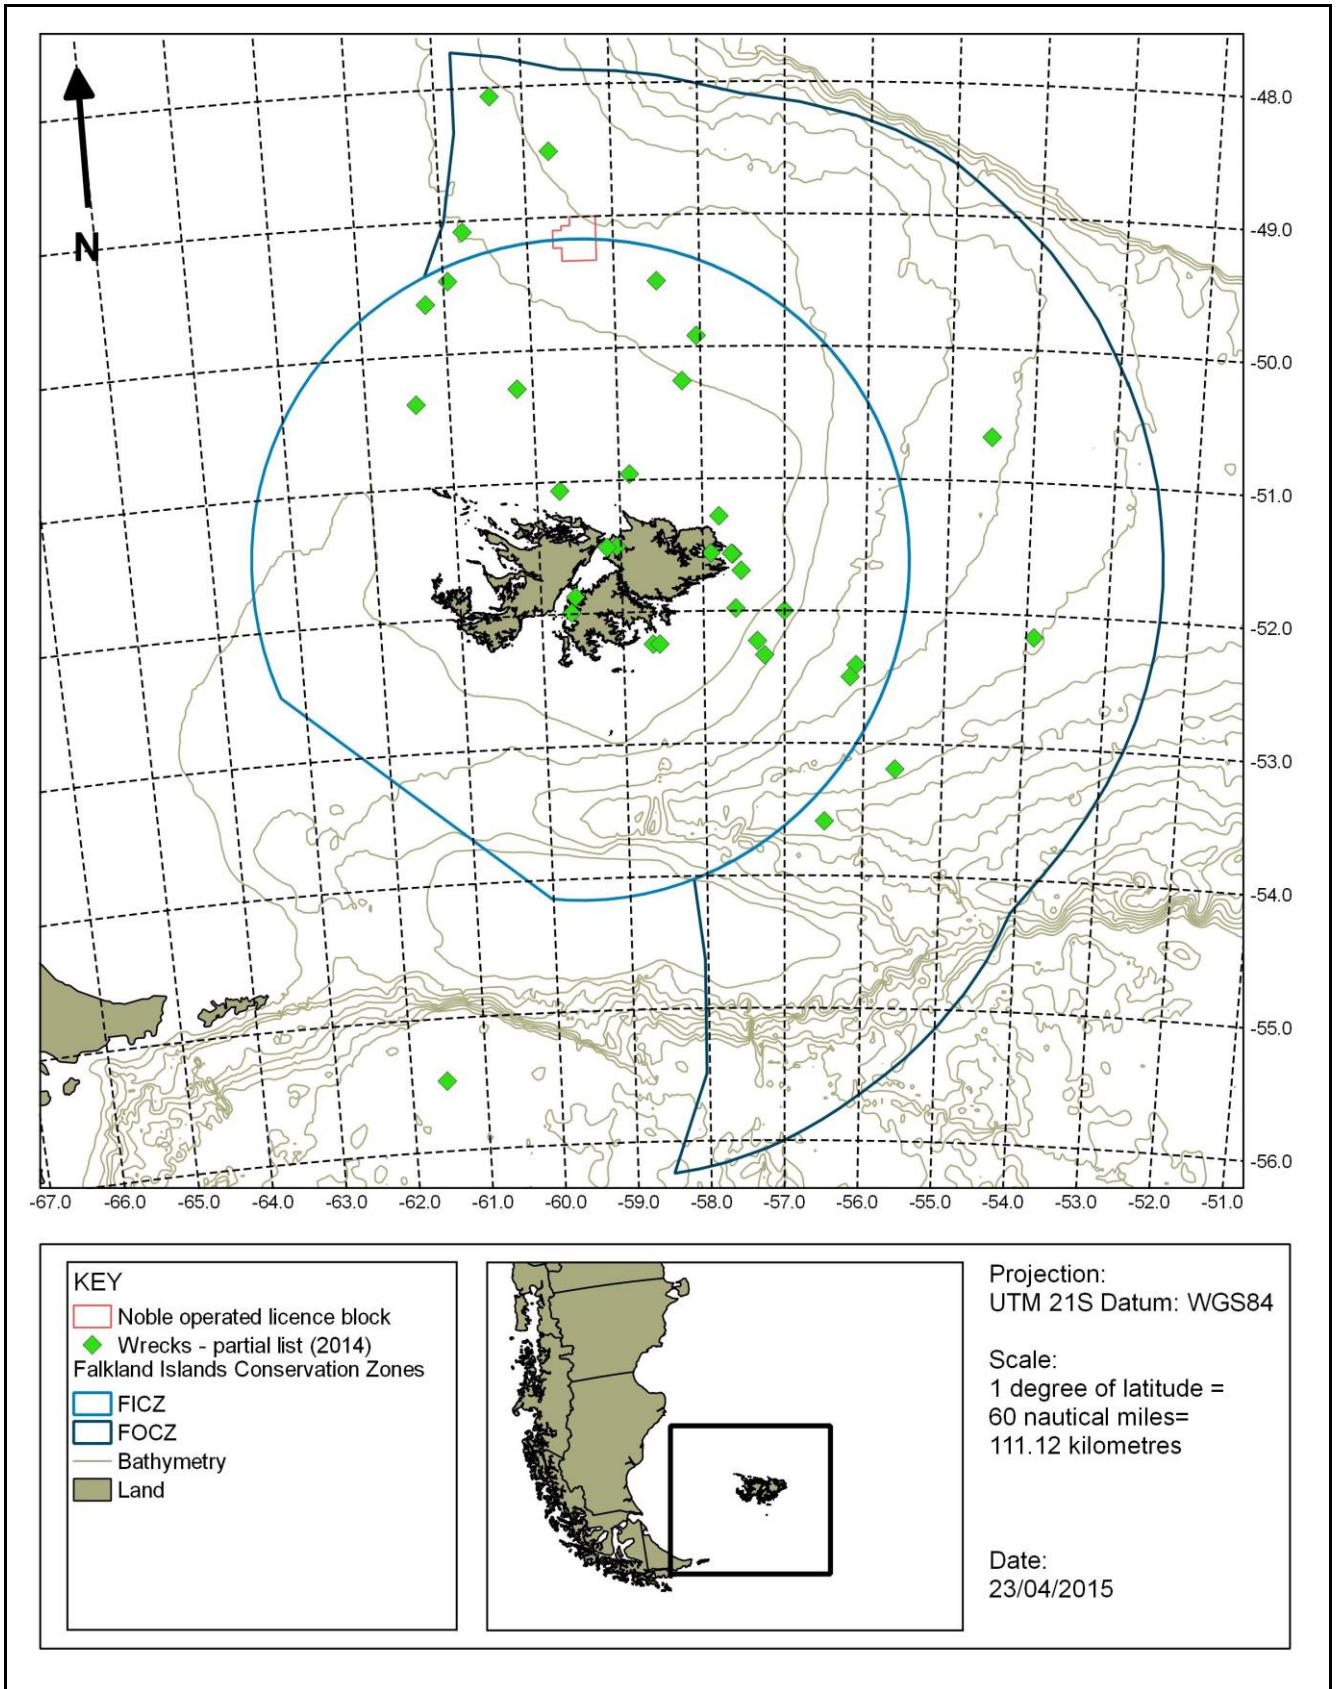 N
-48.0
-49.0
-50.0
-51.0
-52.0
-53.0
-54.0
-55.0
-56.0
-67.0 -66.0 -65.0 -64.0 -63.0 -62.0 -61.0 -60.0 -59.0 -58.0 -57.0 -56.0 -55.0 -54.0 -53.0 -52.0 -51.0
KEY
Noble operated licence block
Wrecks - partial list (2014)
Falkland Islands Conservation Zones
FICZ
FOCZ
Bathymetry
Land
Projection:
UTM 21S Datum: WGS84
Scale:
1 degree of latitude =
60 nautical miles=
111.12 kilometres
Date:
23/04/2015